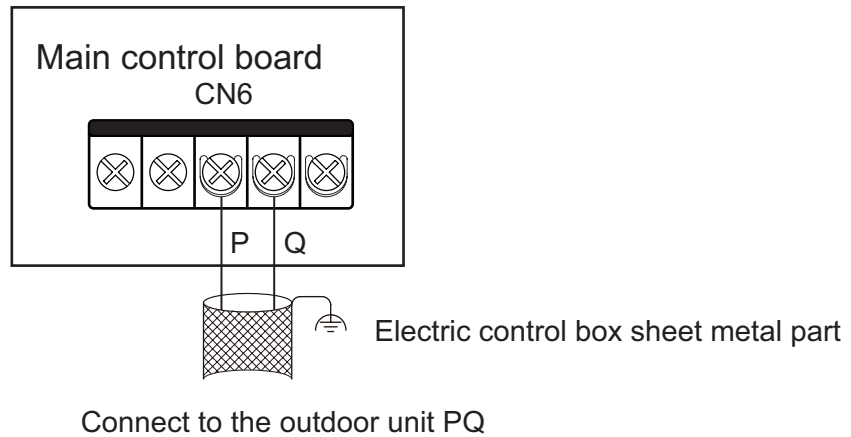 Main control board
CN6
P Q
Electric control box sheet metal part
Connect to the outdoor unit PQ